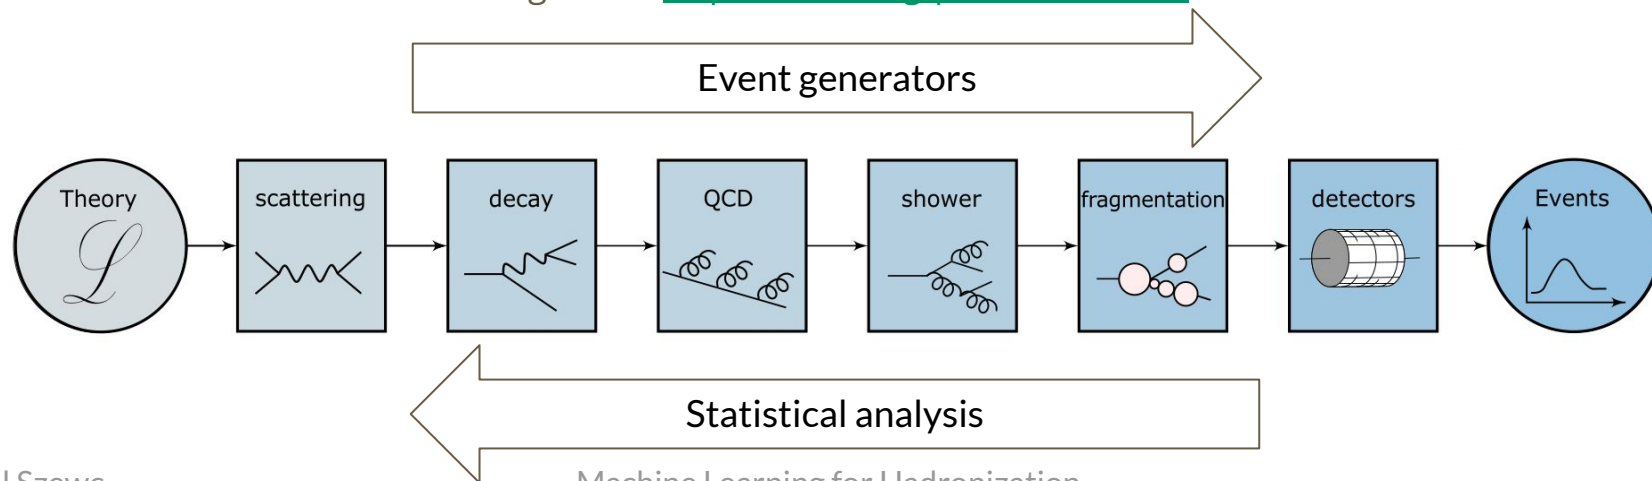 Event generators
Theory scattering decay QCD shower fragmentation detectors Events
ℒ
Statistical analysis
Machine Learning for Hadronization